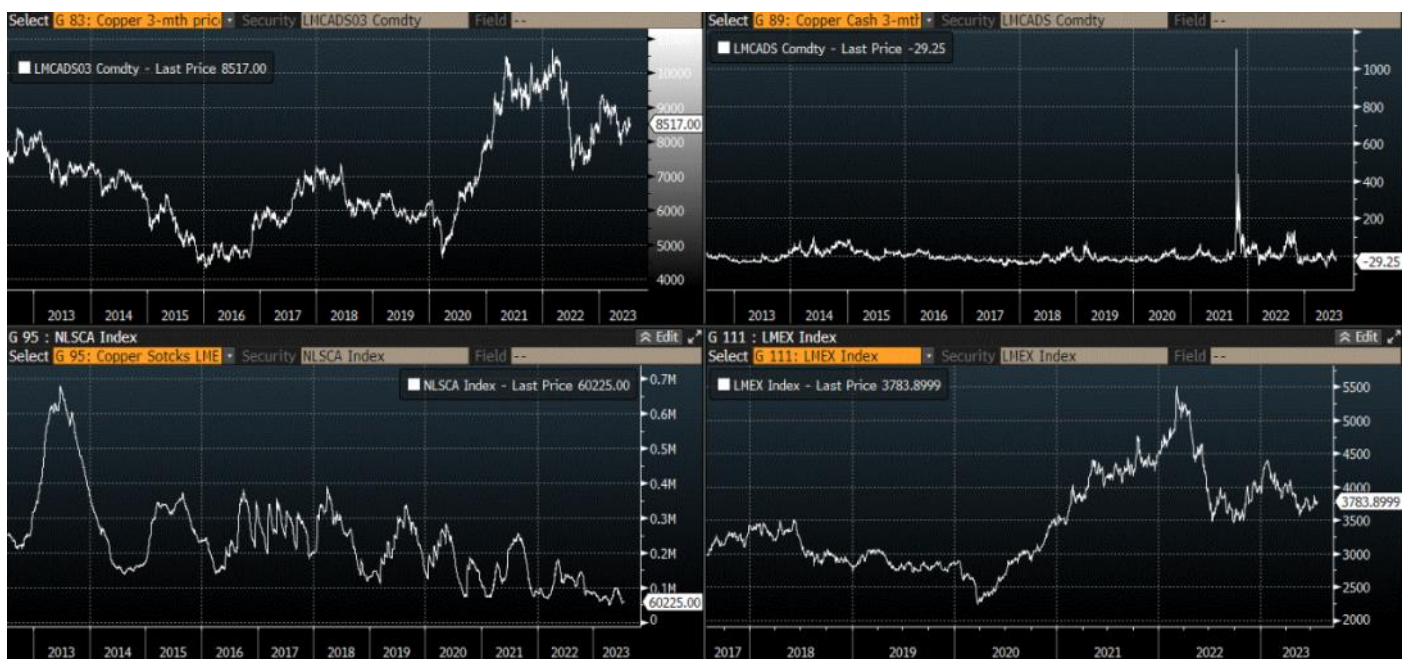 Select G 83: Copper 3-mth pric Security LMCADS03 Comdty Field --
LMCADS03 Comdty - Last Price 8517.00
10000
9000
8517.00
8000
7000
6000
5000
4000
2013 2014 2015 2016 2017 2018 2019 2020 2021 2022 2023
Select G 89: Copper Cash 3-mth Security LMCADS Comdty Field --
LMCADS Comdty - Last Price -29.25
1000
800
600
400
200
-29.25
2013 2014 2015 2016 2017 2018 2019 2020 2021 2022 2023
G 95 : NLSCA Index Edit
Select G 95: Copper Sotcks LME Security NLSCA Index Field --
NLSCA Index - Last Price 60225.00
0.7M
0.6M
0.5M
0.4M
0.3M
0.2M
0.1M
60225.00
0
2013 2014 2015 2016 2017 2018 2019 2020 2021 2022 2023
G 111 : LMEX Index Edit
Select G 111: LMEX Index Security LMEX Index Field --
LMEX Index - Last Price 3783.8999
5500
5000
4500
4000
3783.8999
3500
3000
2500
2000
2017 2018 2019 2020 2021 2022 2023